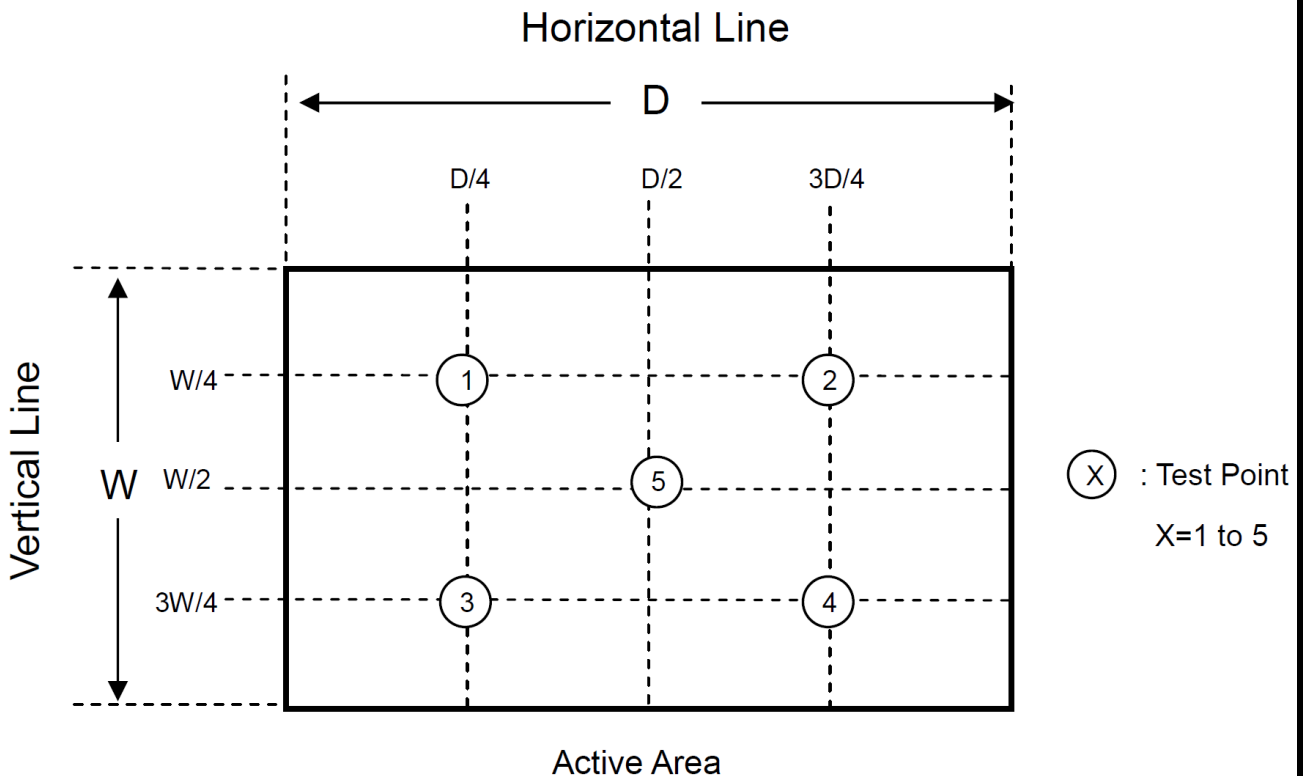 Horizontal Line
D
D/4 D/2 3D/4
W/4
1 2
Vertical Line
W
W/2
5
X : Test Point
X=1 to 5
3W/4
3 4
Active Area